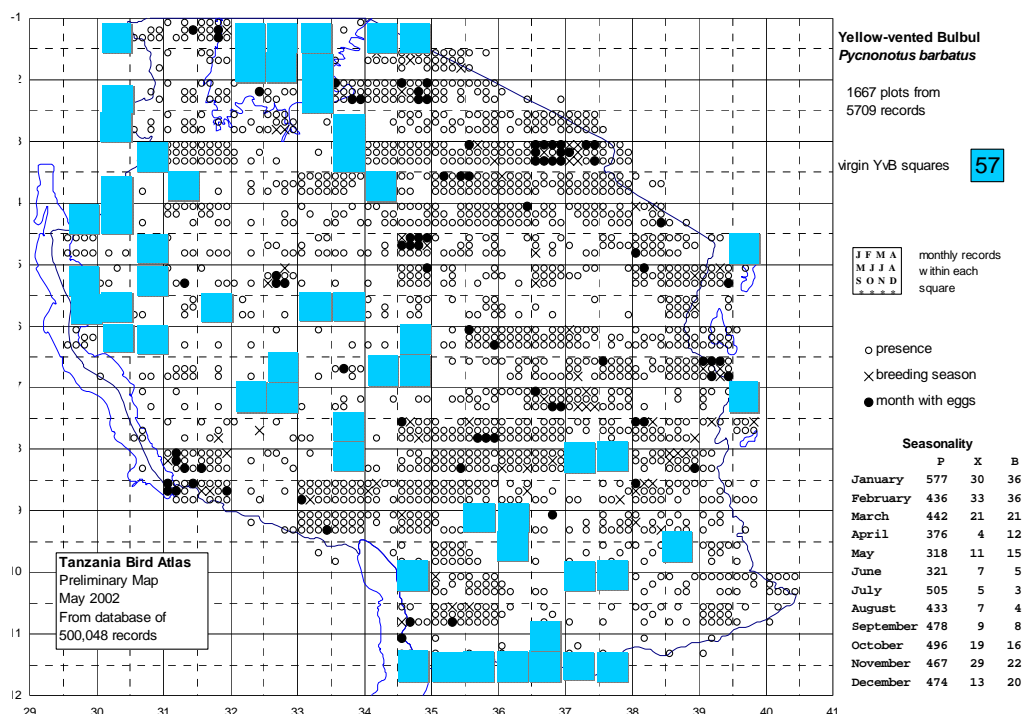 -1
2
3
4
5
6
7
8
9
10
11
12
29 30 31 32 33 34 35 36 37 38 39 40 41
Tanzania Bird Atlas
Preliminary Map
May 2002
From database of
500,048 records
Yellow-vented Bulbul
Pycnonotus barbatus
1667 plots from
5709 records
virgin YvB squares 57
J F M A
M J J A
S O N D
* * * *
monthly records
within each
square
presence
breeding season
month with eggs
Seasonality
P X B
January 577 30 36
February 436 33 36
March 442 21 21
April 376 4 12
May 318 11 15
June 321 7 5
July 505 5 3
August 433 7 4
September 478 9 8
October 496 19 16
November 467 29 22
December 474 13 20